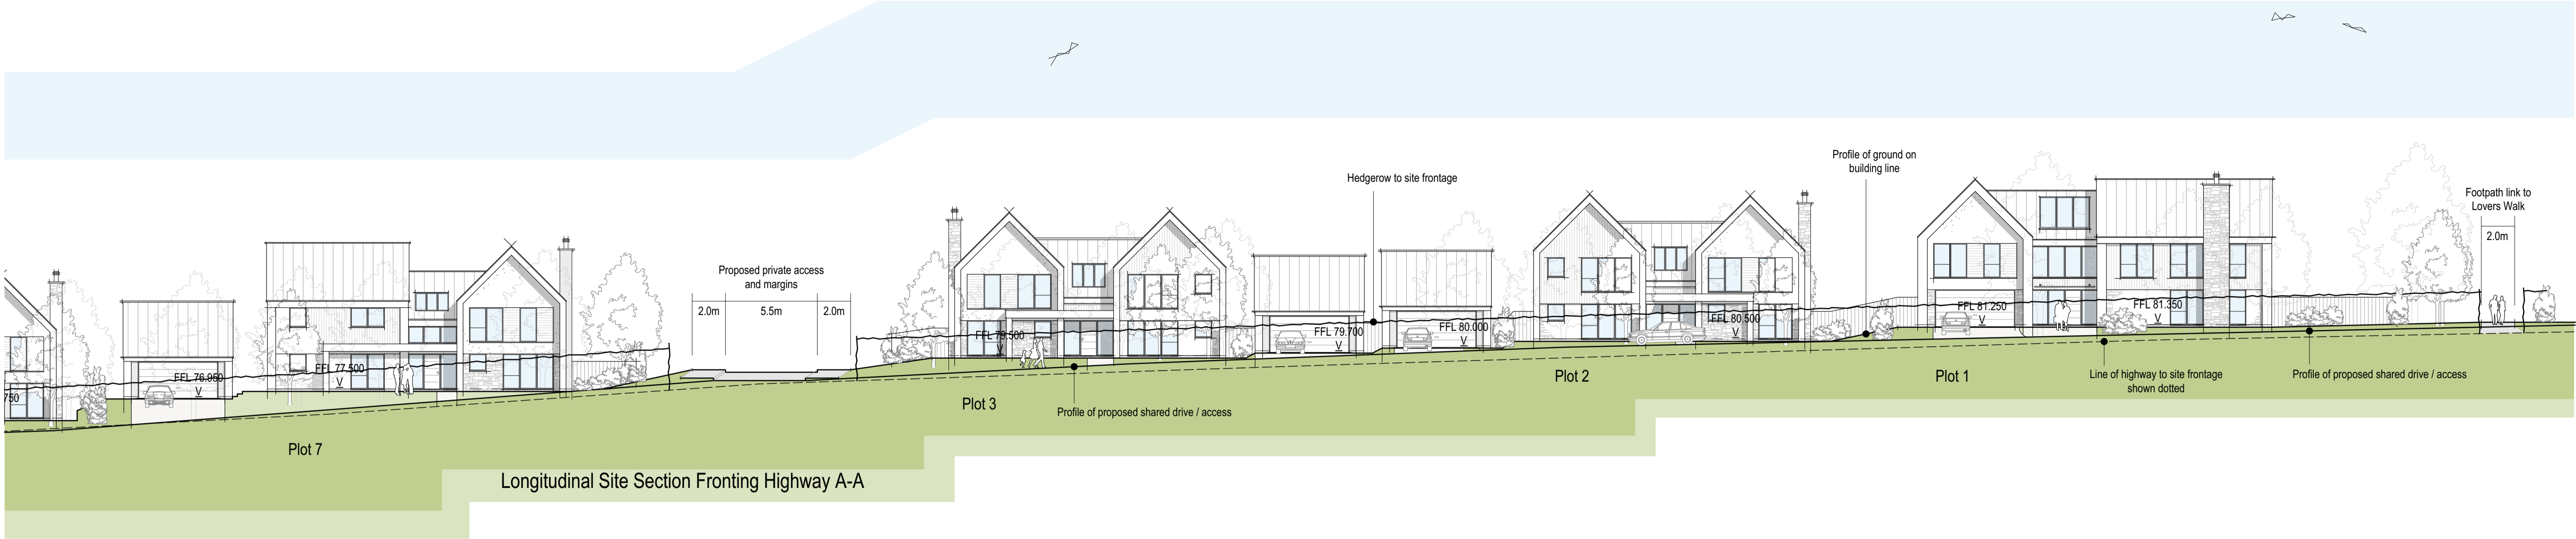 Profile of ground on
building line
Hedgerow to site frontage
Footpath link to
Lovers Walk
2.0m
Proposed private access
and margins
2.0m
5.5m
2.0m
FFL 81.250
FFL 81.350
FFL 80.500
FFL 80.000
FFL 79.700
FFL 79.500
FFL 77.500
FFL 76.950
750
Plot 1
Plot 2
Plot 3
Plot 7
Line of highway to site frontage
shown dotted
Profile of proposed shared drive / access
Profile of proposed shared drive / access
Longitudinal Site Section Fronting Highway A-A